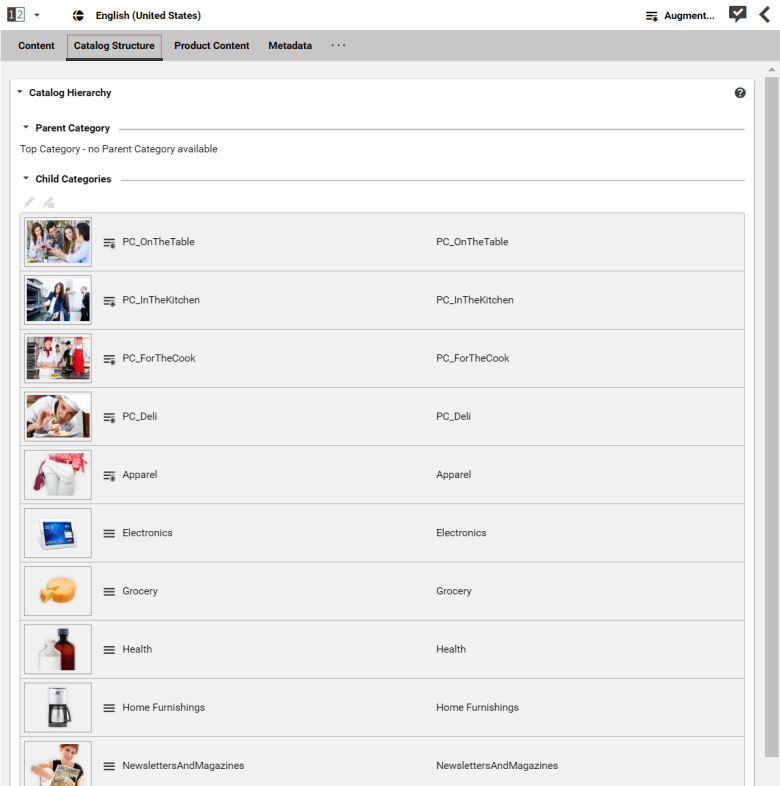 12
English (United States)
Augment...
Content Catalog Structure Product Content Metadata ...
Catalog Hierarchy
Parent Category
Top Category - no Parent Category available
Child Categories
PC_OnTheTable PC_OnTheTable
PC_InTheKitchen PC_InTheKitchen
PC_ForTheCook PC_ForTheCook
PC_Deli PC_Deli
Apparel Apparel
Electronics Electronics
Grocery Grocery
Health Health
Home Furnishings Home Furnishings
NewslettersAndMagazines NewslettersAndMagazines